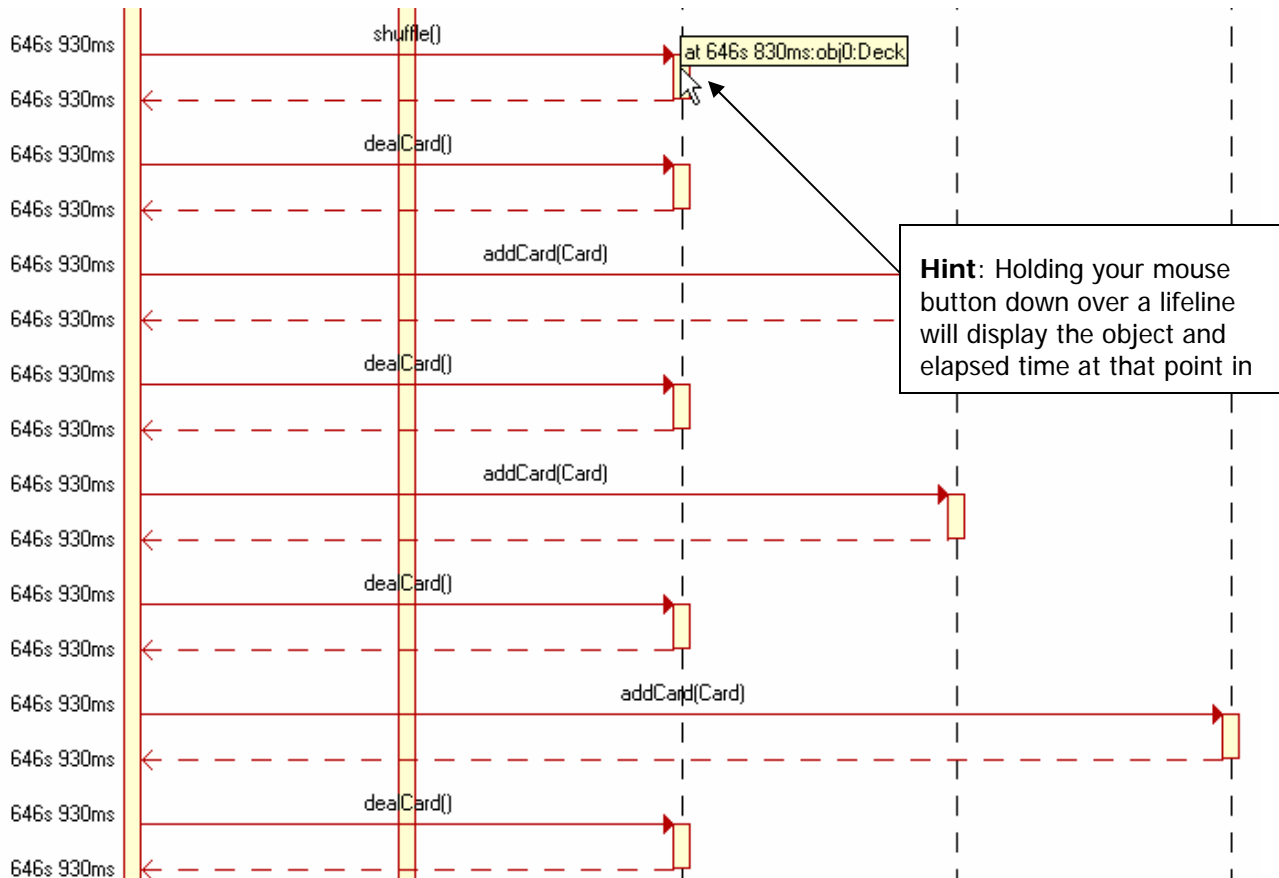 shuffle()
646s 930ms
at 646s 830ms:obj0:Deck
646s 930ms
dealCard()
646s 930ms
646s 930ms
addCard(Card)
646s 930ms
Hint: Holding your mouse
button down over a lifeline
will display the object and
elapsed time at that point in
646s 930ms
dealCard()
646s 930ms
646s 930ms
addCard(Card)
646s 930ms
646s 930ms
dealCard()
646s 930ms
646s 930ms
addCard(Card)
646s 930ms
646s 930ms
dealCard()
646s 930ms
646s 930ms